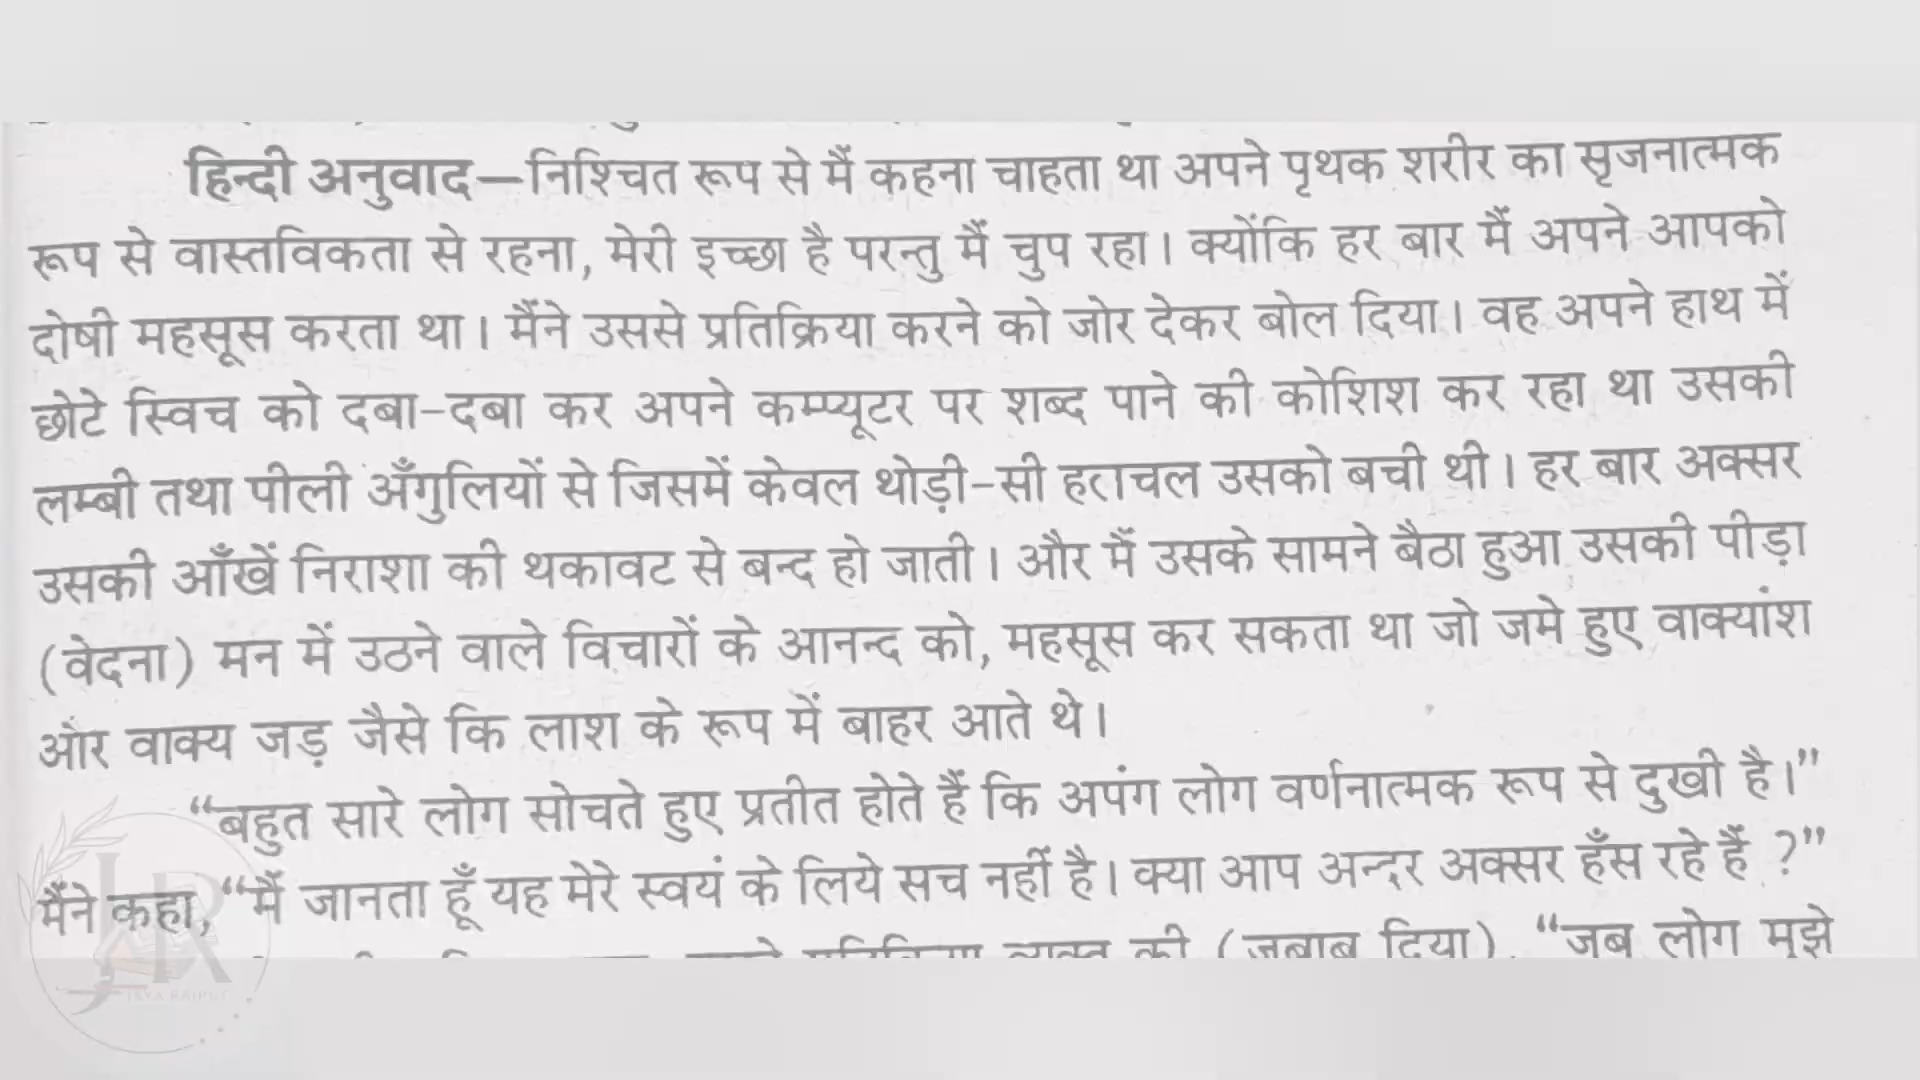 हिन्दी अनुवाद—निश्चित रूप से मैं कहना चाहता था अपने पृथक शरीर का सृजनात्मक
रूप से वास्तविकता से रहना, मेरी इच्छा है परन्तु मैं चुप रहा। क्योंकि हर बार मैं अपने आपको
दोषी महसूस करता था। मैंने उससे प्रतिक्रिया करने को जोर देकर बोल दिया। वह अपने हाथ में
छोटे स्विच को दबा-दबा कर अपने कम्प्यूटर पर शब्द पाने की कोशिश कर रहा था उसकी
लम्बी तथा पीली अँगुलियों से जिसमें केवल थोड़ी-सी हलचल उसको बची थी। हर बार अक्सर
उसकी आँखें निराशा की थकावट से बन्द हो जाती। और मैं उसके सामने बैठा हुआ उसकी पीड़ा
(वेदना) मन में उठने वाले विचारों के आनन्द को, महसूस कर सकता था जो जमे हुए वाक्यांश
और वाक्य जड़ जैसे कि लाश के रूप में बाहर आते थे।
“बहुत सारे लोग सोचते हुए प्रतीत होते हैं कि अपंग लोग वर्णनात्मक रूप से दुखी है।”
मैंने कहा, “मैं जानता हूँ यह मेरे स्वयं के लिये सच नहीं है। क्या आप अन्दर अक्सर हँस रहे हैं ?”
की (जबाब दिया), “जब लोग मुझे